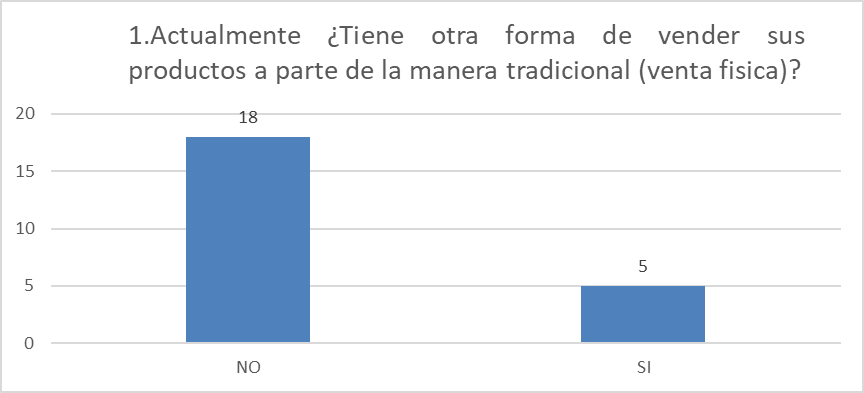 1.Actualmente ¿Tiene otra forma de vender sus
productos a parte de la manera tradicional (venta fisica)?
20
18
15
10
5
5
0
NO
SI